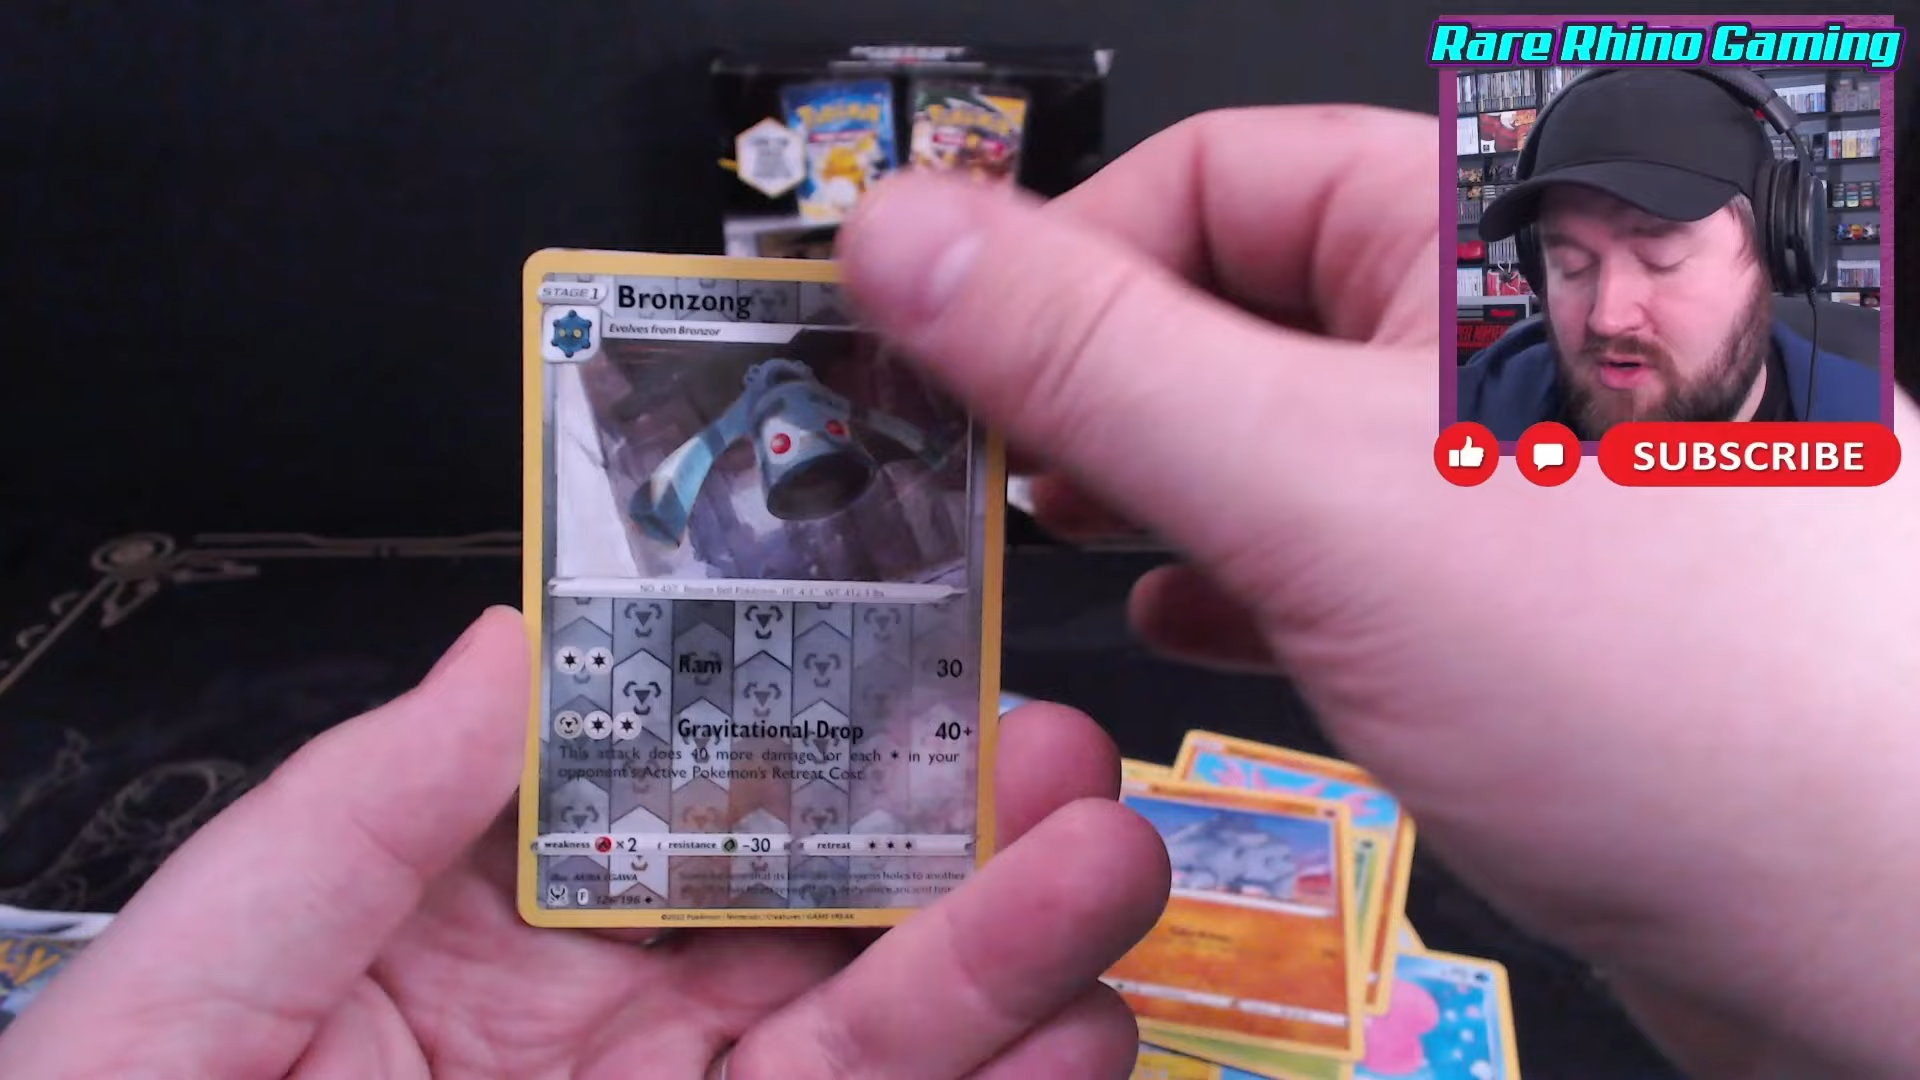 Rare Rhino Gaming
SUBSCRIBE
Pokémon
STAGE 1
Bronzong
Evolves from Bronzor
NO. 437 Bronze Bell Pokémon HT: 4'3" WT: 412.3 lbs
Ram 30
Gravitational Drop 40+
This attack does 40 more damage for each ✶ in your
opponent's Active Pokémon's Retreat Cost.
weakness ×2 resistance -30 retreat
F
/196
©2022 Pokémon / Nintendo / Creatures / GAME FREAK